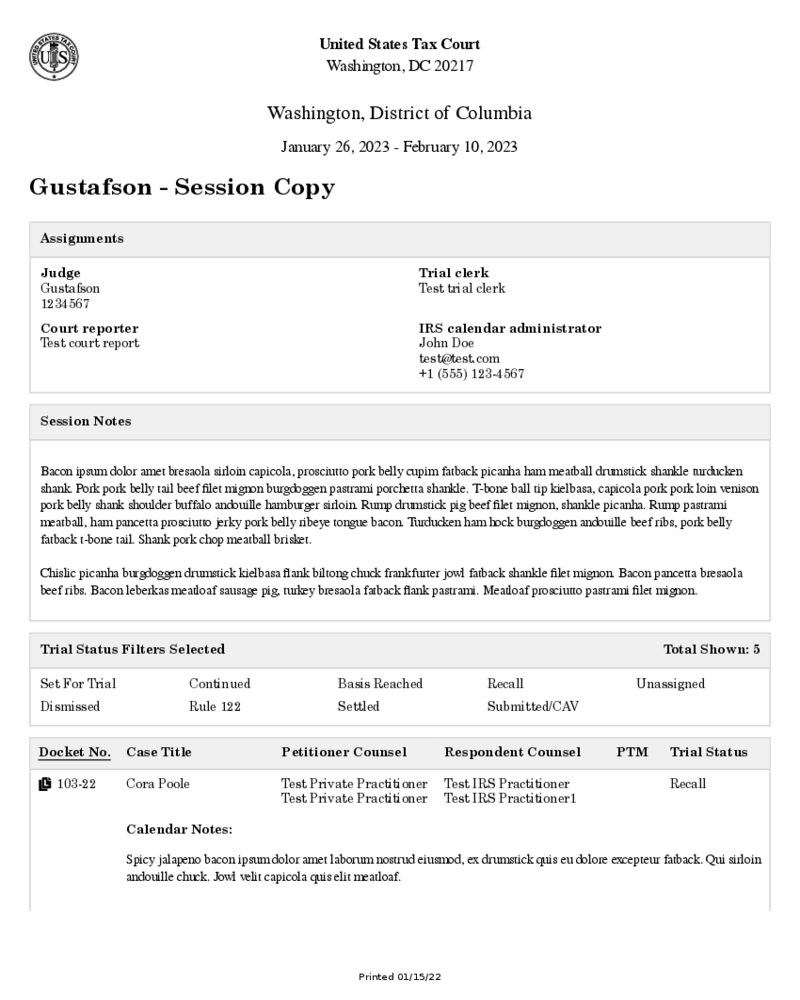 UNITED STATES TAX COURT
US
United States Tax Court
Washington, DC 20217
Washington, District of Columbia
January 26, 2023 - February 10, 2023
Gustafson - Session Copy
Assignments
Judge
Gustafson
1234567
Trial clerk
Test trial clerk
Court reporter
Test court report
IRS calendar administrator
John Doe
test@test.com
+1 (555) 123-4567
Session Notes
Bacon ipsum dolor amet bresaola sirloin capicola, prosciutto pork belly cupim fatback picanha ham meatball drumstick shankle turducken
shank. Pork pork belly tail beef filet mignon burgdoggen pastrami porchetta shankle. T-bone ball tip kielbasa, capicola pork pork loin venison
pork belly shank shoulder buffalo andouille hamburger sirloin. Rump drumstick pig beef filet mignon, shankle picanha. Rump pastrami
meatball, ham pancetta prosciutto jerky pork belly ribeye tongue bacon. Turducken ham hock burgdoggen andouille beef ribs, pork belly
fatback t-bone tail. Shank pork chop meatball brisket.
Chislic picanha burgdoggen drumstick kielbasa flank biltong chuck frankfurter jowl fatback shankle filet mignon. Bacon pancetta bresaola
beef ribs. Bacon leberkas meatloaf sausage pig, turkey bresaola fatback flank pastrami. Meatloaf prosciutto pastrami filet mignon.
Trial Status Filters Selected Total Shown: 5
Set For Trial Continued Basis Reached Recall Unassigned
Dismissed Rule 122 Settled Submitted/CAV
Docket No. Case Title Petitioner Counsel Respondent Counsel PTM Trial Status
103-22 Cora Poole Test Private Practitioner Test IRS Practitioner Recall
Test Private Practitioner Test IRS Practitioner1
Calendar Notes:
Spicy jalapeno bacon ipsum dolor amet laborum nostrud eiusmod, ex drumstick quis eu dolore excepteur fatback. Qui sirloin
andouille chuck. Jowl velit capicola quis elit meatloaf.
Printed 01/15/22